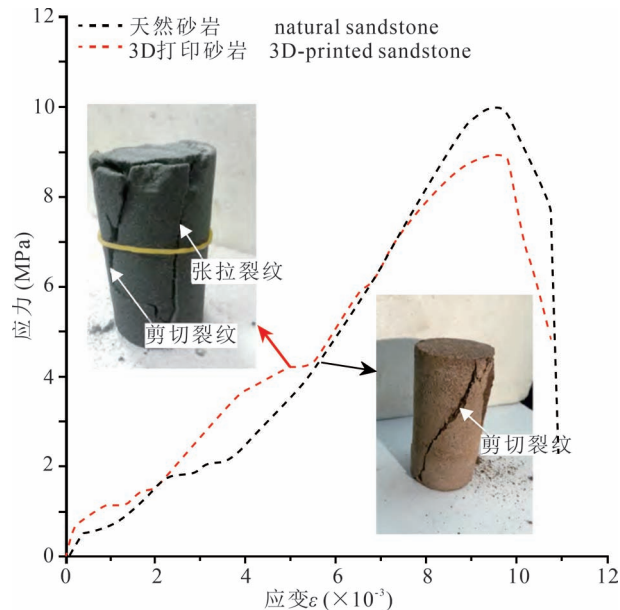 天然砂岩 natural sandstone
3D打印砂岩 3D-printed sandstone
应力 (MPa)
12
10
8
6
4
2
0
张拉裂纹
剪切裂纹
剪切裂纹
0 2 4 6 8 10 12
应变ε (×10⁻³)